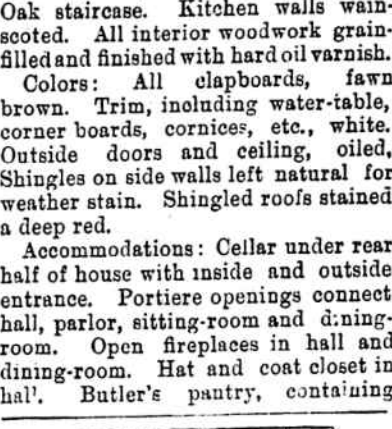 Oak staircase. Kitchen walls wain-
scoted. All interior woodwork grain-
filled and finished with hard oil varnish.
Colors: All clapboards, fawn
brown. Trim, including water-table,
corner boards, cornices, etc., white.
Outside doors and ceiling, oiled.
Shingles on side walls left natural for
weather stain. Shingled roofs stained
a deep red.
Accommodations: Cellar under rear
half of house with inside and outside
entrance. Portiere openings connect
hall, parlor, sitting-room and dining-
room. Open fireplaces in hall and
dining-room. Hat and coat closet in
hall. Butler's pantry, containing